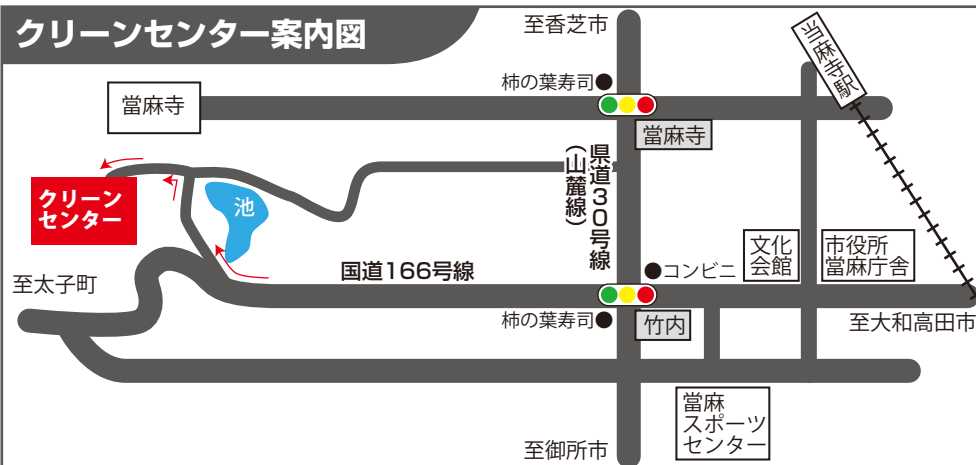 クリーンセンター案内図
至香芝市
当麻寺駅
柿の葉寿司
當麻寺
當麻寺
県道30号線
(山麓線)
クリーン
センター
池
文化
会館
市役所
當麻庁舎
至太子町
国道166号線
コンビニ
柿の葉寿司
竹内
至大和高田市
當麻
スポーツ
センター
至御所市